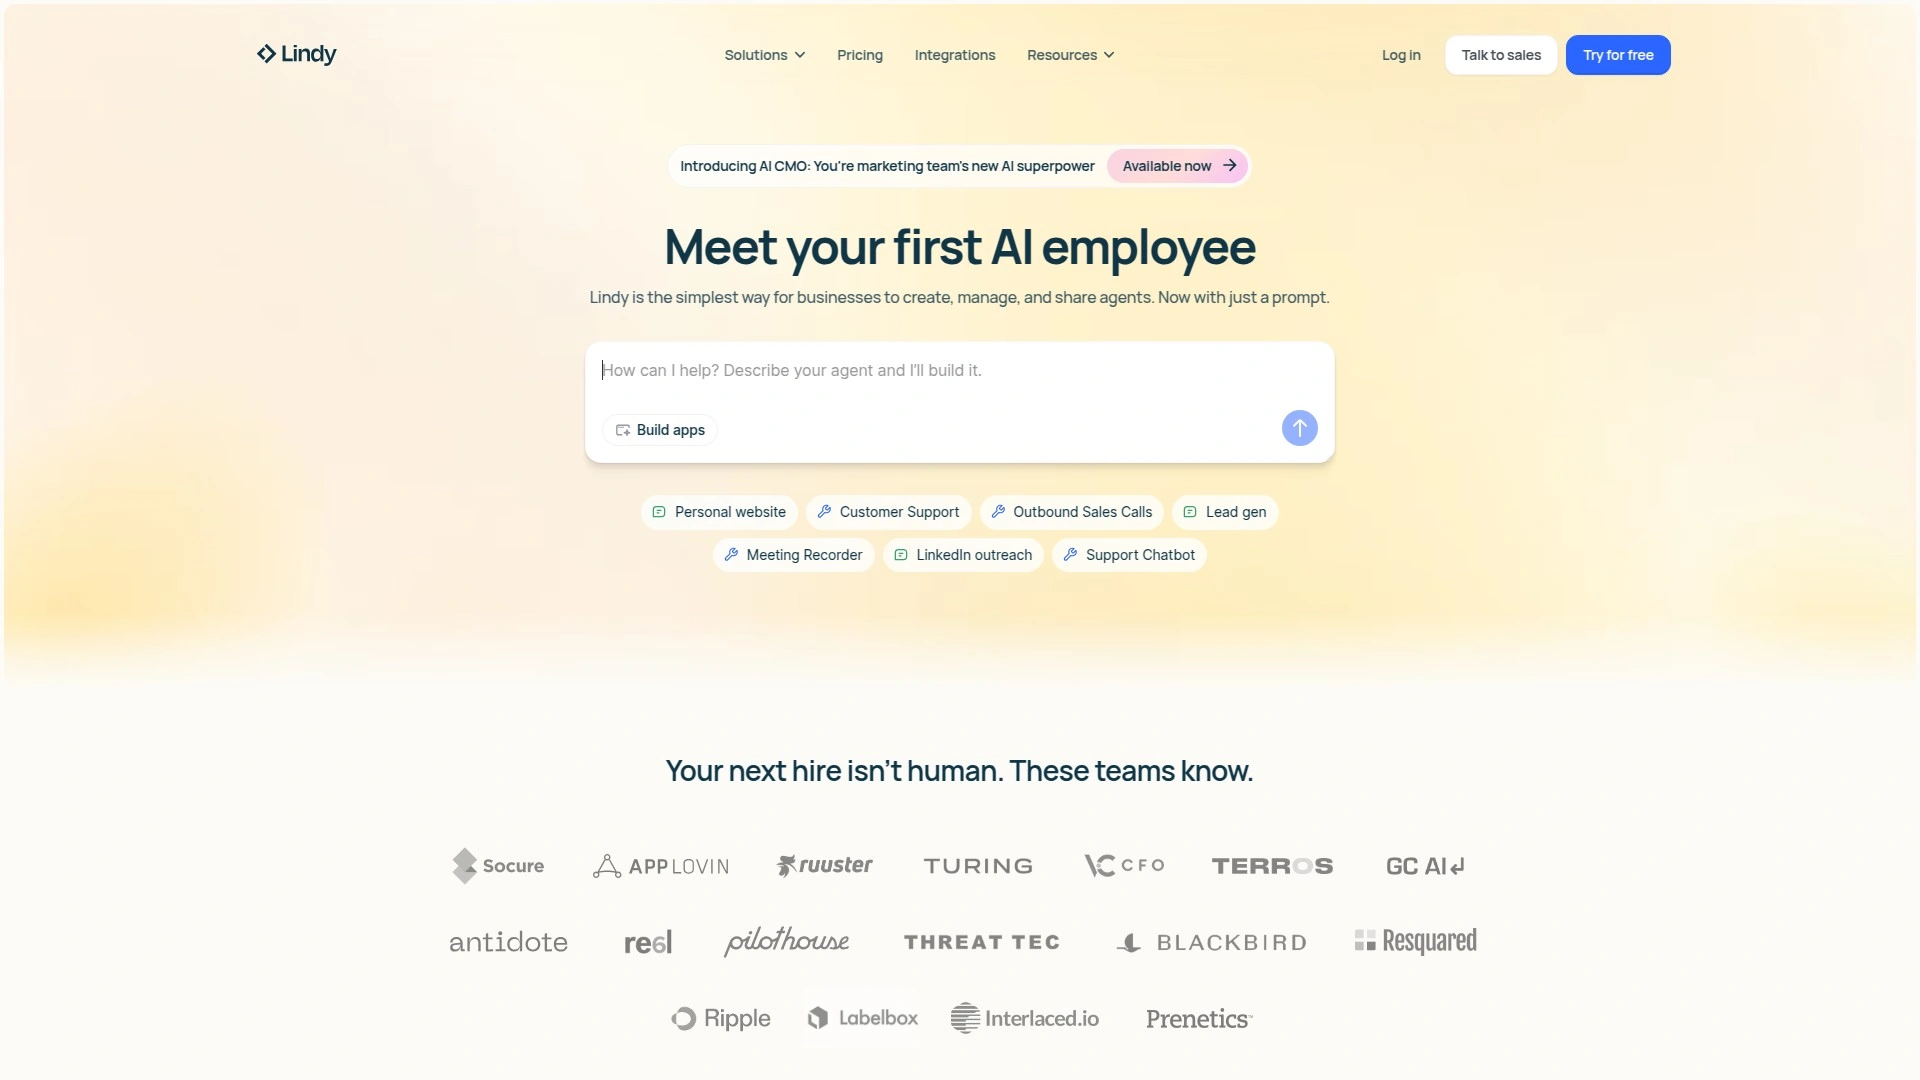 Lindy
Solutions
Pricing
Integrations
Resources
Log in
Talk to sales
Try for free
Introducing AI CMO: You're marketing team's new AI superpower
Available now
Meet your first AI employee
Lindy is the simplest way for businesses to create, manage, and share agents. Now with just a prompt.
How can I help? Describe your agent and I'll build it.
Build apps
Personal website
Customer Support
Outbound Sales Calls
Lead gen
Meeting Recorder
LinkedIn outreach
Support Chatbot
Your next hire isn't human. These teams know.
Socure
APPLOVIN
ruuster
TURING
VC CFO
TERROS
GC AI
antidote
re6l
pilothouse
THREAT TEC
BLACKBIRD
Resquared
Ripple
Labelbox
Interlaced.io
Prenetics™